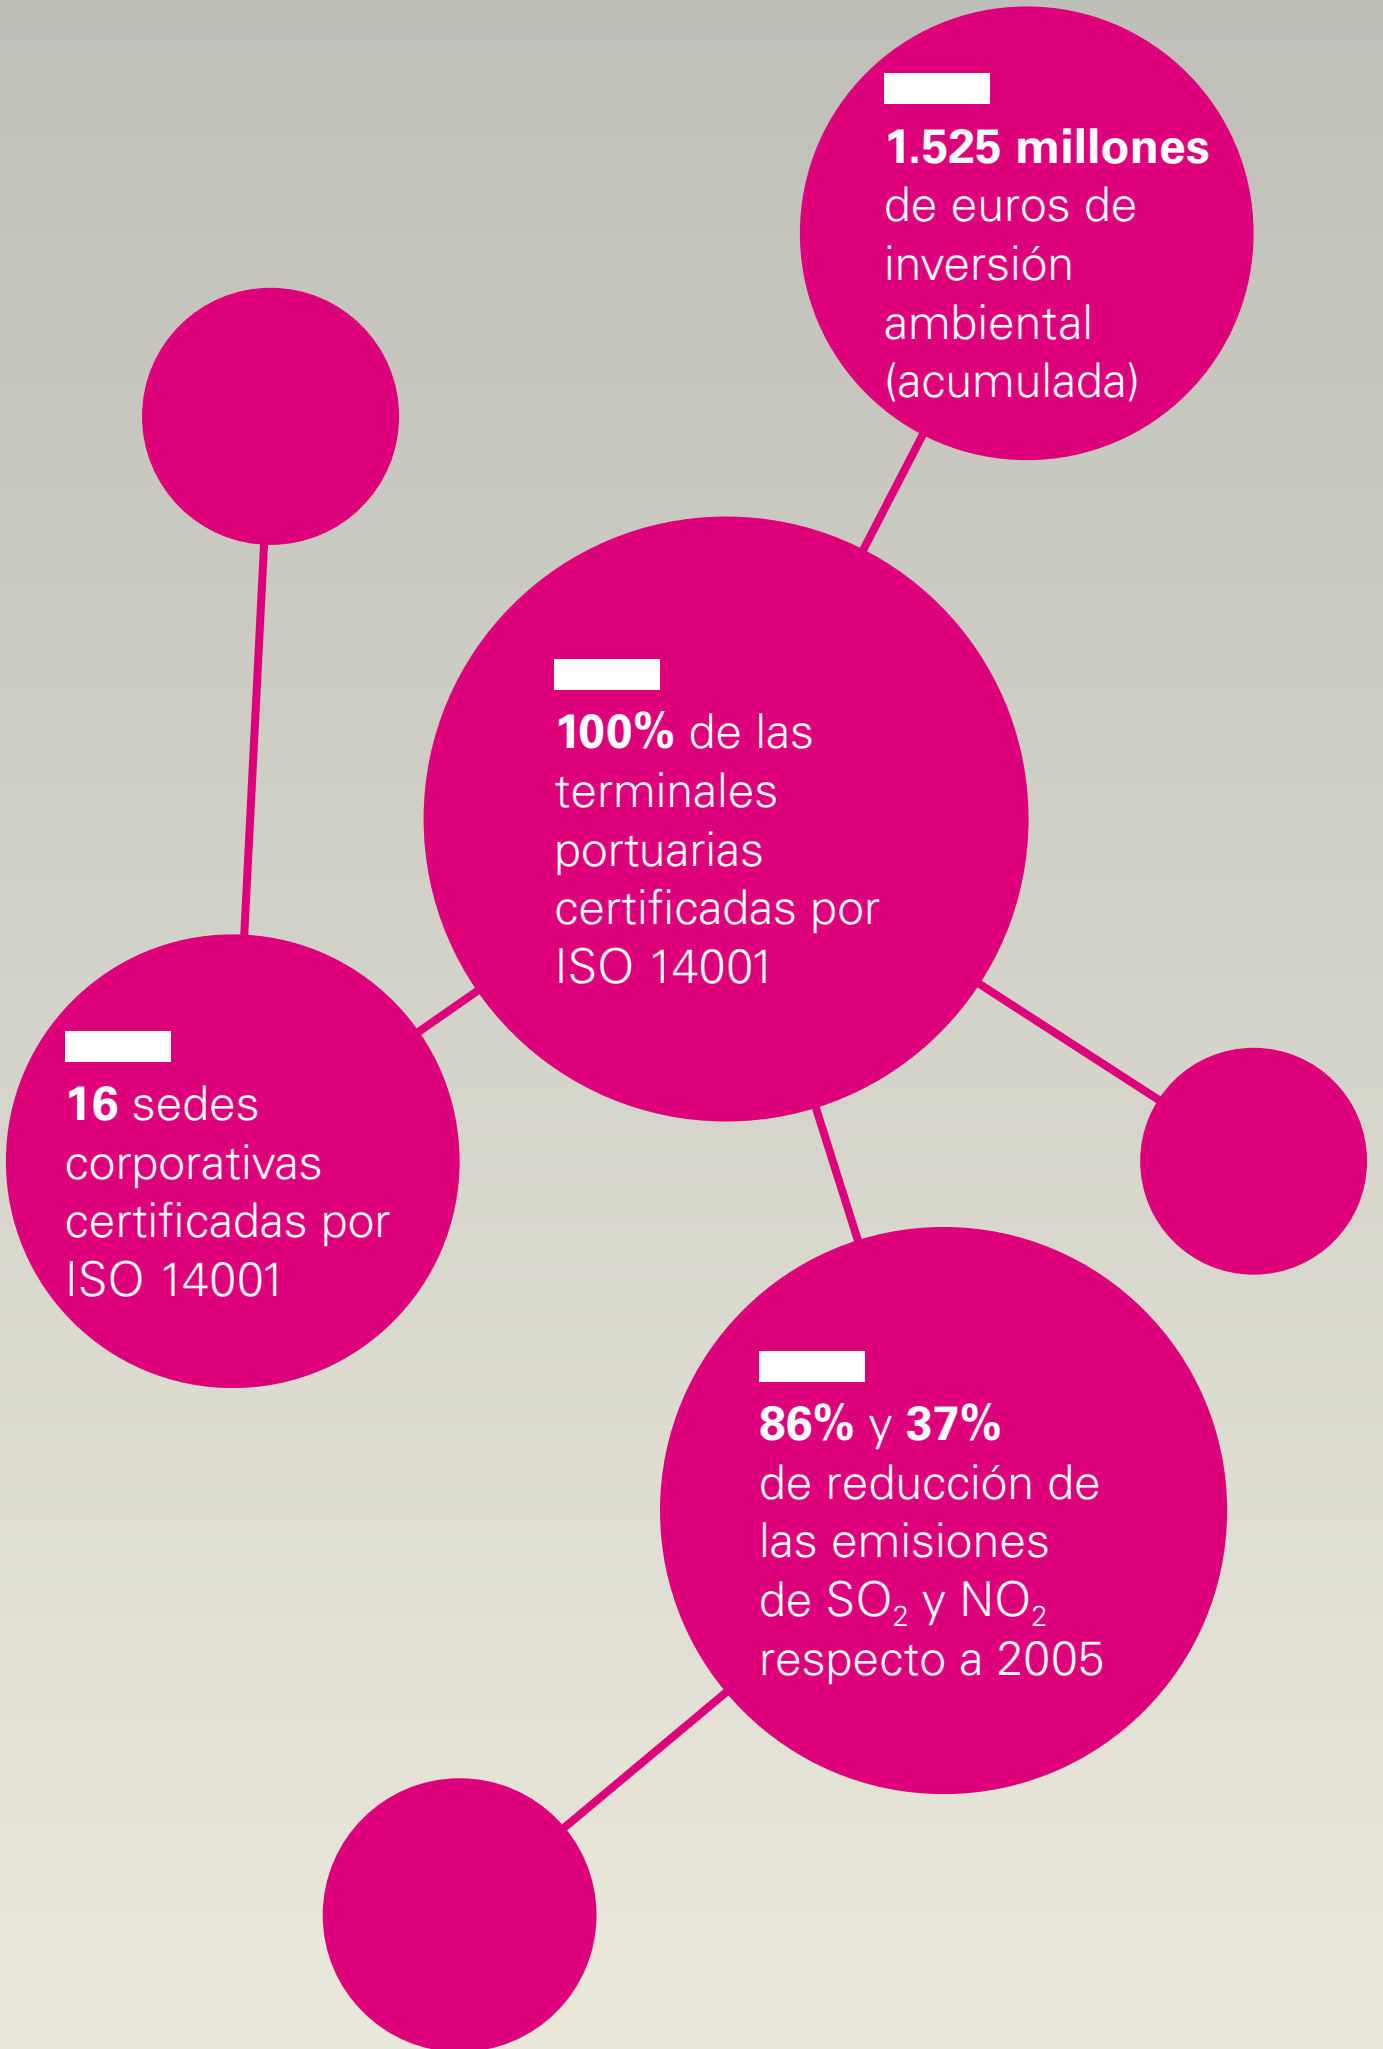 1.525 millones
de euros de
inversión
ambiental
(acumulada)
100% de las
terminales
portuarias
certificadas por
ISO 14001
16 sedes
corporativas
certificadas por
ISO 14001
86% y 37%
de reducción de
las emisiones
de SO₂ y NO₂
respecto a 2005